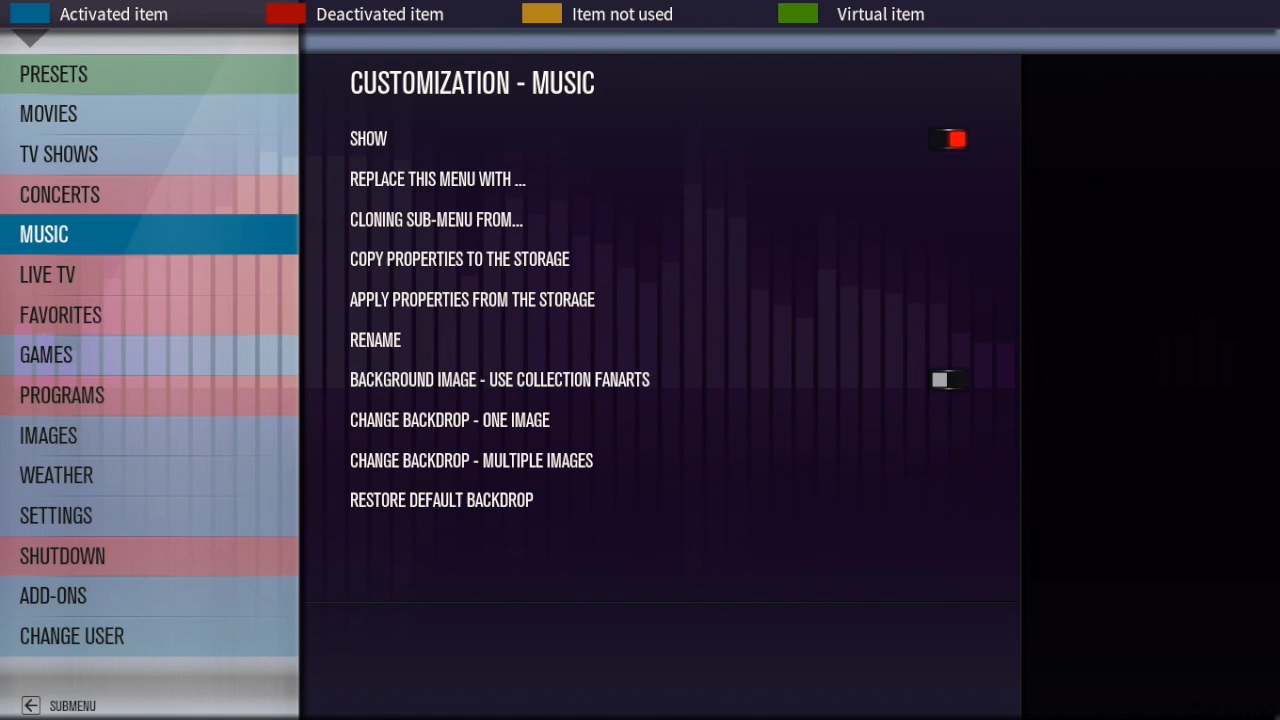 Activated item
Deactivated item
Item not used
Virtual item
PRESETS
MOVIES
TV SHOWS
CONCERTS
MUSIC
LIVE TV
FAVORITES
GAMES
PROGRAMS
IMAGES
WEATHER
SETTINGS
SHUTDOWN
ADD-ONS
CHANGE USER
SUBMENU
CUSTOMIZATION - MUSIC
SHOW
REPLACE THIS MENU WITH ...
CLONING SUB-MENU FROM...
COPY PROPERTIES TO THE STORAGE
APPLY PROPERTIES FROM THE STORAGE
RENAME
BACKGROUND IMAGE - USE COLLECTION FANARTS
CHANGE BACKDROP - ONE IMAGE
CHANGE BACKDROP - MULTIPLE IMAGES
RESTORE DEFAULT BACKDROP